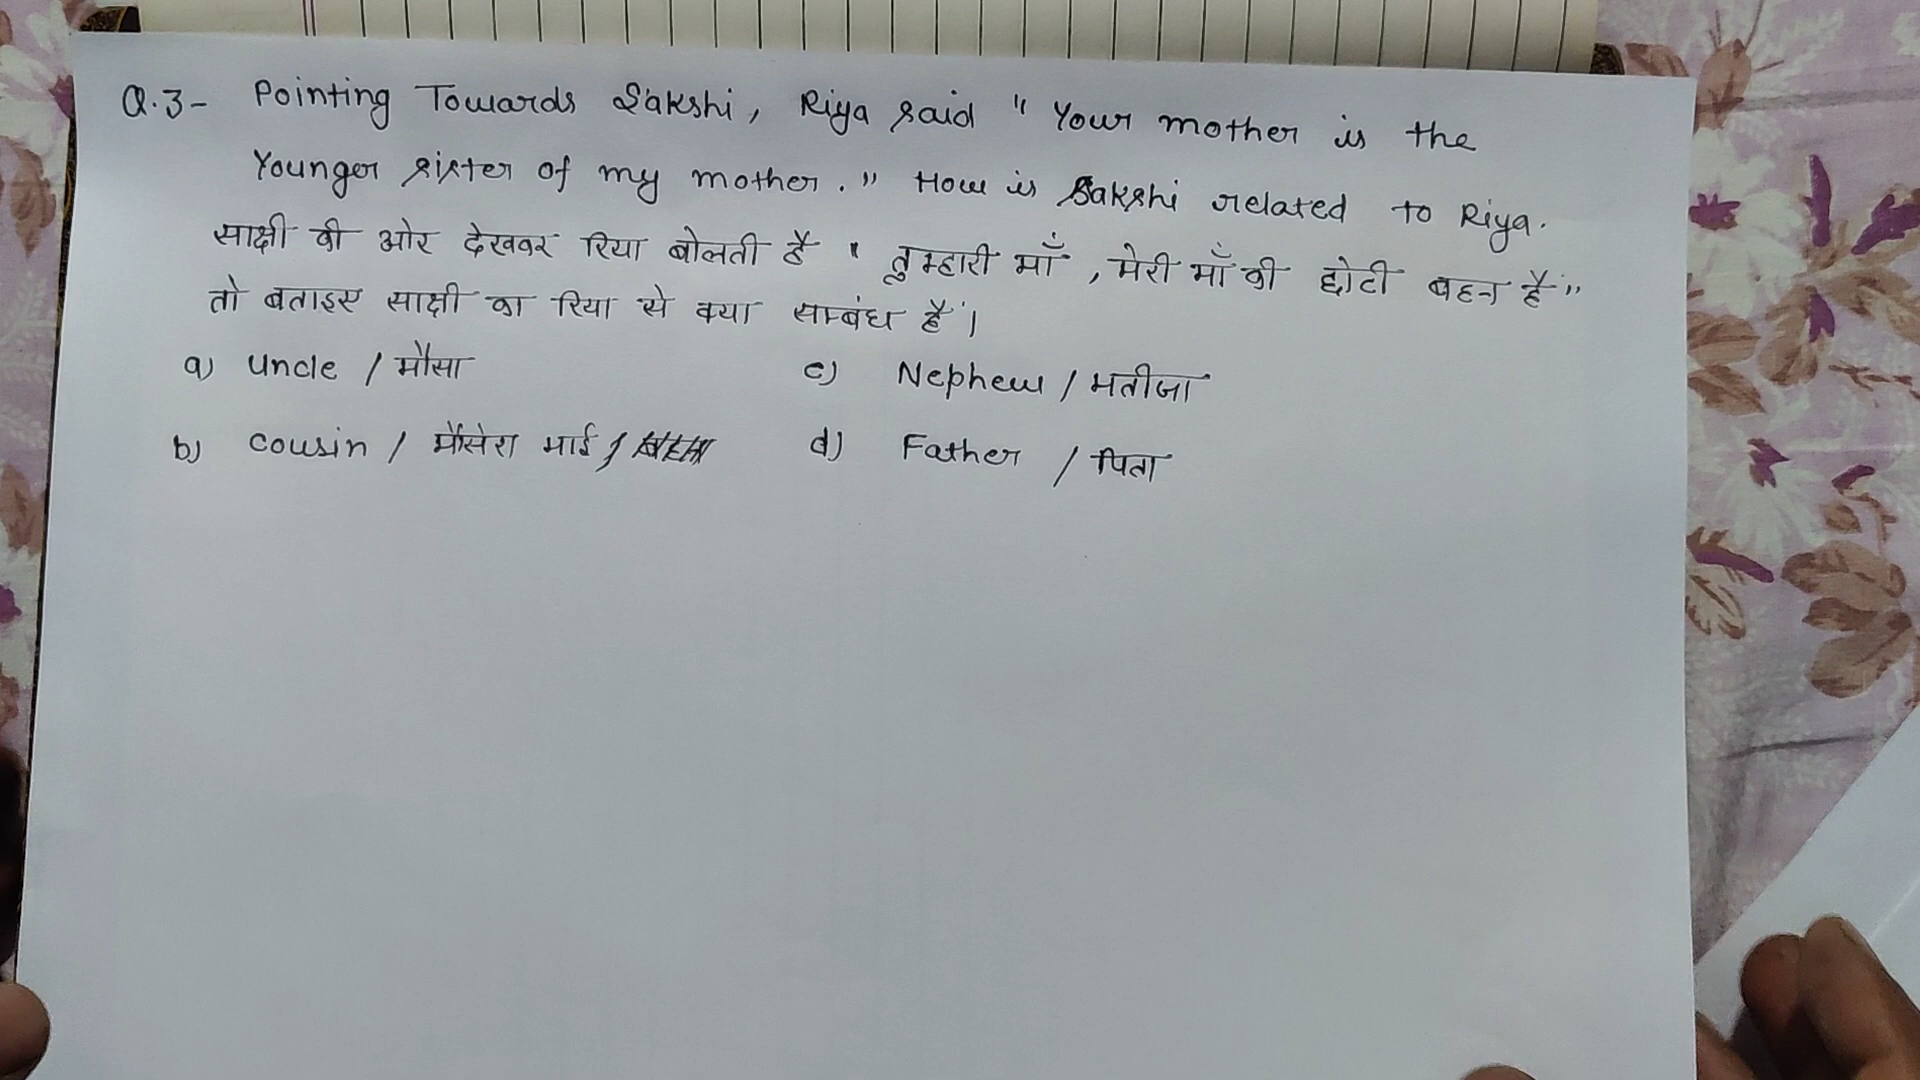 Q.3- Pointing Towards Sakshi, Riya said " Your mother is the
Younger sister of my mother." How is Sakshi related to Riya.
साक्षी की ओर देखकर रिया बोलती है " तुम्हारी माँ, मेरी माँ की छोटी बहन है"
तो बताइए साक्षी का रिया से क्या सम्बंध है।
a) Uncle / मौसा
c) Nephew / भतीजा
b) Cousin / मौसेरा भाई /
d) Father / पिता